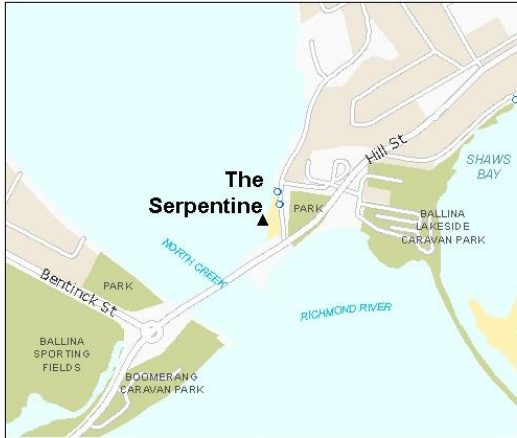 Hill St
SHAWS
BAY
The
Serpentine
PARK
BALLINA
LAKESIDE
CARAVAN PARK
NORTH CREEK
PARK
Bentinck St
RICHMOND RIVER
BALLINA
SPORTING
FIELDS
BOOMERANG
CARAVAN PARK